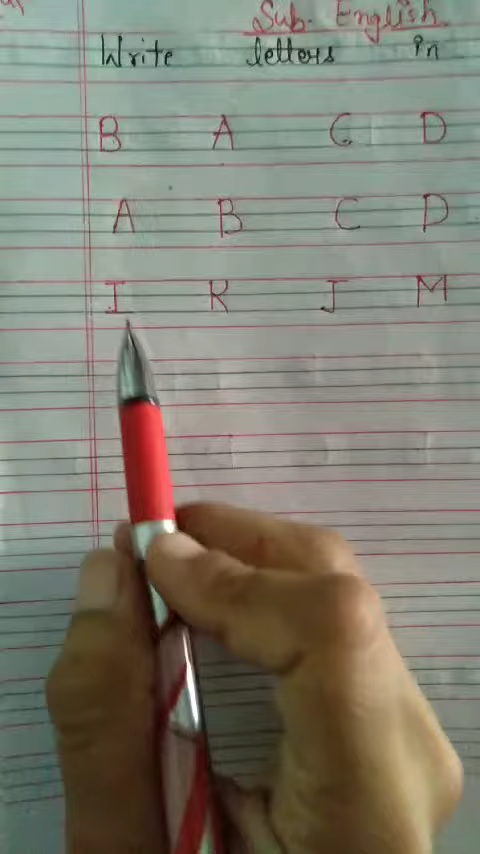 Sub. English
Write letters in
B A C D
A B C D
I K J M